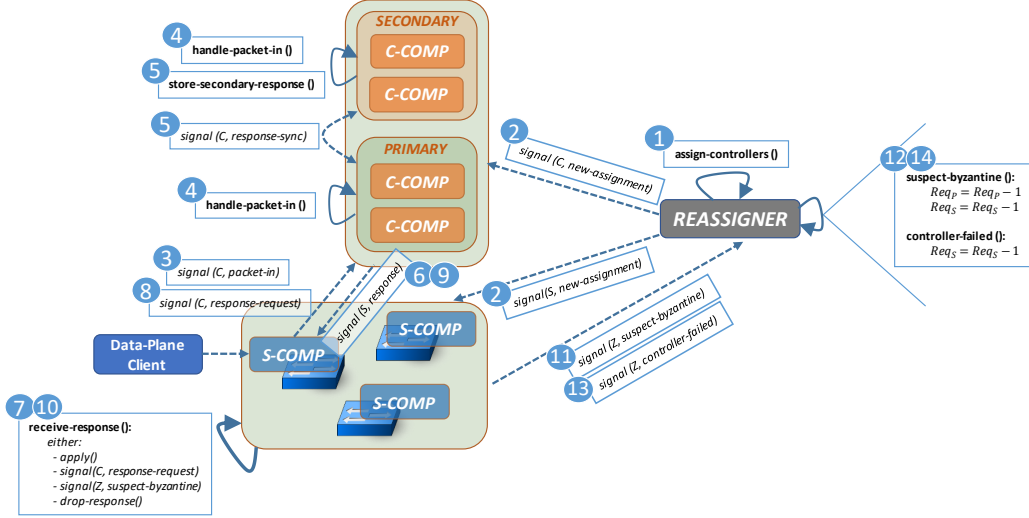 SECONDARY
4
handle-packet-in ()
C-COMP
5
store-secondary-response ()
C-COMP
5
signal (C, response-sync)
PRIMARY
C-COMP
4
handle-packet-in ()
C-COMP
2
signal (C, new-assignment)
1
assign-controllers ()
REASSIGNER
12 14
suspect-byzantine ():
Req_P = Req_P − 1
Req_S = Req_S − 1
controller-failed ():
Req_S = Req_S − 1
3
signal (C, packet-in)
8
signal (C, response-request)
6 9
signal (S, response)
2
signal(S, new-assignment)
11
signal (Z, suspect-byzantine)
13
signal (Z, controller-failed)
Data-Plane
Client
S-COMP
S-COMP
S-COMP
7 10
receive-response():
either:
- apply()
- signal(C, response-request)
- signal(Z, suspect-byzantine)
- drop-response()